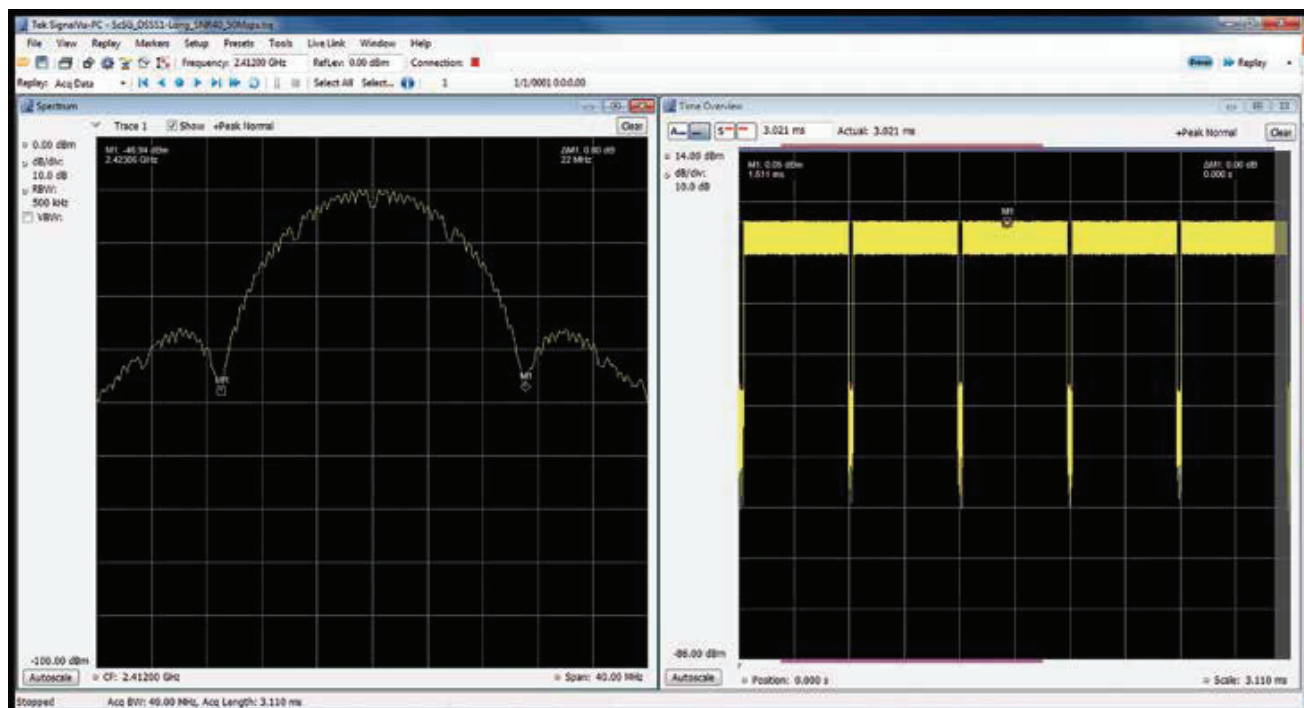 Tek SignalVu-PC - ScSG_DSSS1-Long_SNR40_50Msps.tiq
File View Replay Markers Setup Presets Tools Live Link Window Help
Frequency: 2.41200 GHz RefLev: 0.00 dBm Connection: Preset Replay
Replay: Acq Data Select All Select... 1 1/1/0001 0:0:0.00
Spectrum
Trace 1 Show +Peak Normal Clear
0.00 dBm
dB/div:
10.0 dB
RBW:
500 kHz
VBW:
M1: -46.94 dBm
2.42306 GHz
ΔM1: 0.80 dB
22 MHz
MR
M1
-100.00 dBm
Autoscale CF: 2.41200 GHz Span: 40.00 MHz
Time Overview
3.021 ms Actual: 3.021 ms +Peak Normal Clear
14.00 dBm
dB/div:
10.0 dB
M1: 0.05 dBm
1.511 ms
ΔM1: 0.00 dB
0.000 s
M1
-86.00 dBm
Autoscale Position: 0.000 s Scale: 3.110 ms
Stopped Acq BW: 40.00 MHz, Acq Length: 3.110 ms